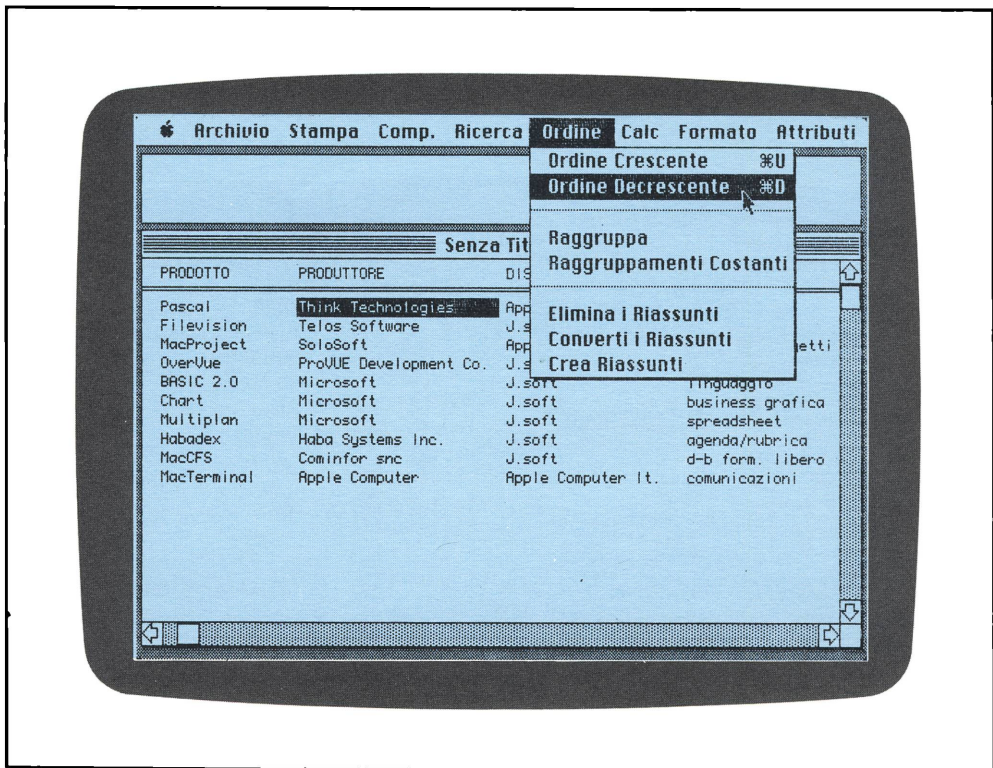 Archivio Stampa Comp. Ricerca Ordine Calc Formato Attributi
Ordine Crescente ⌘U
Ordine Decrescente ⌘D
Raggruppa
Raggruppamenti Costanti
Elimina i Riassunti
Converti i Riassunti
Crea Riassunti
Senza Tit
PRODOTTO PRODUTTORE DIS
Pascal Think Technologies App
Filevision Telos Software J.s
MacProject SoloSoft App etti
OverVue ProVUE Development Co. J.s
BASIC 2.0 Microsoft J.soft linguaggio
Chart Microsoft J.soft business grafica
Multiplan Microsoft J.soft spreadsheet
Habadex Haba Systems Inc. J.soft agenda/rubrica
MacCFS Cominfor snc J.soft d-b form. libero
MacTerminal Apple Computer Apple Computer It. comunicazioni